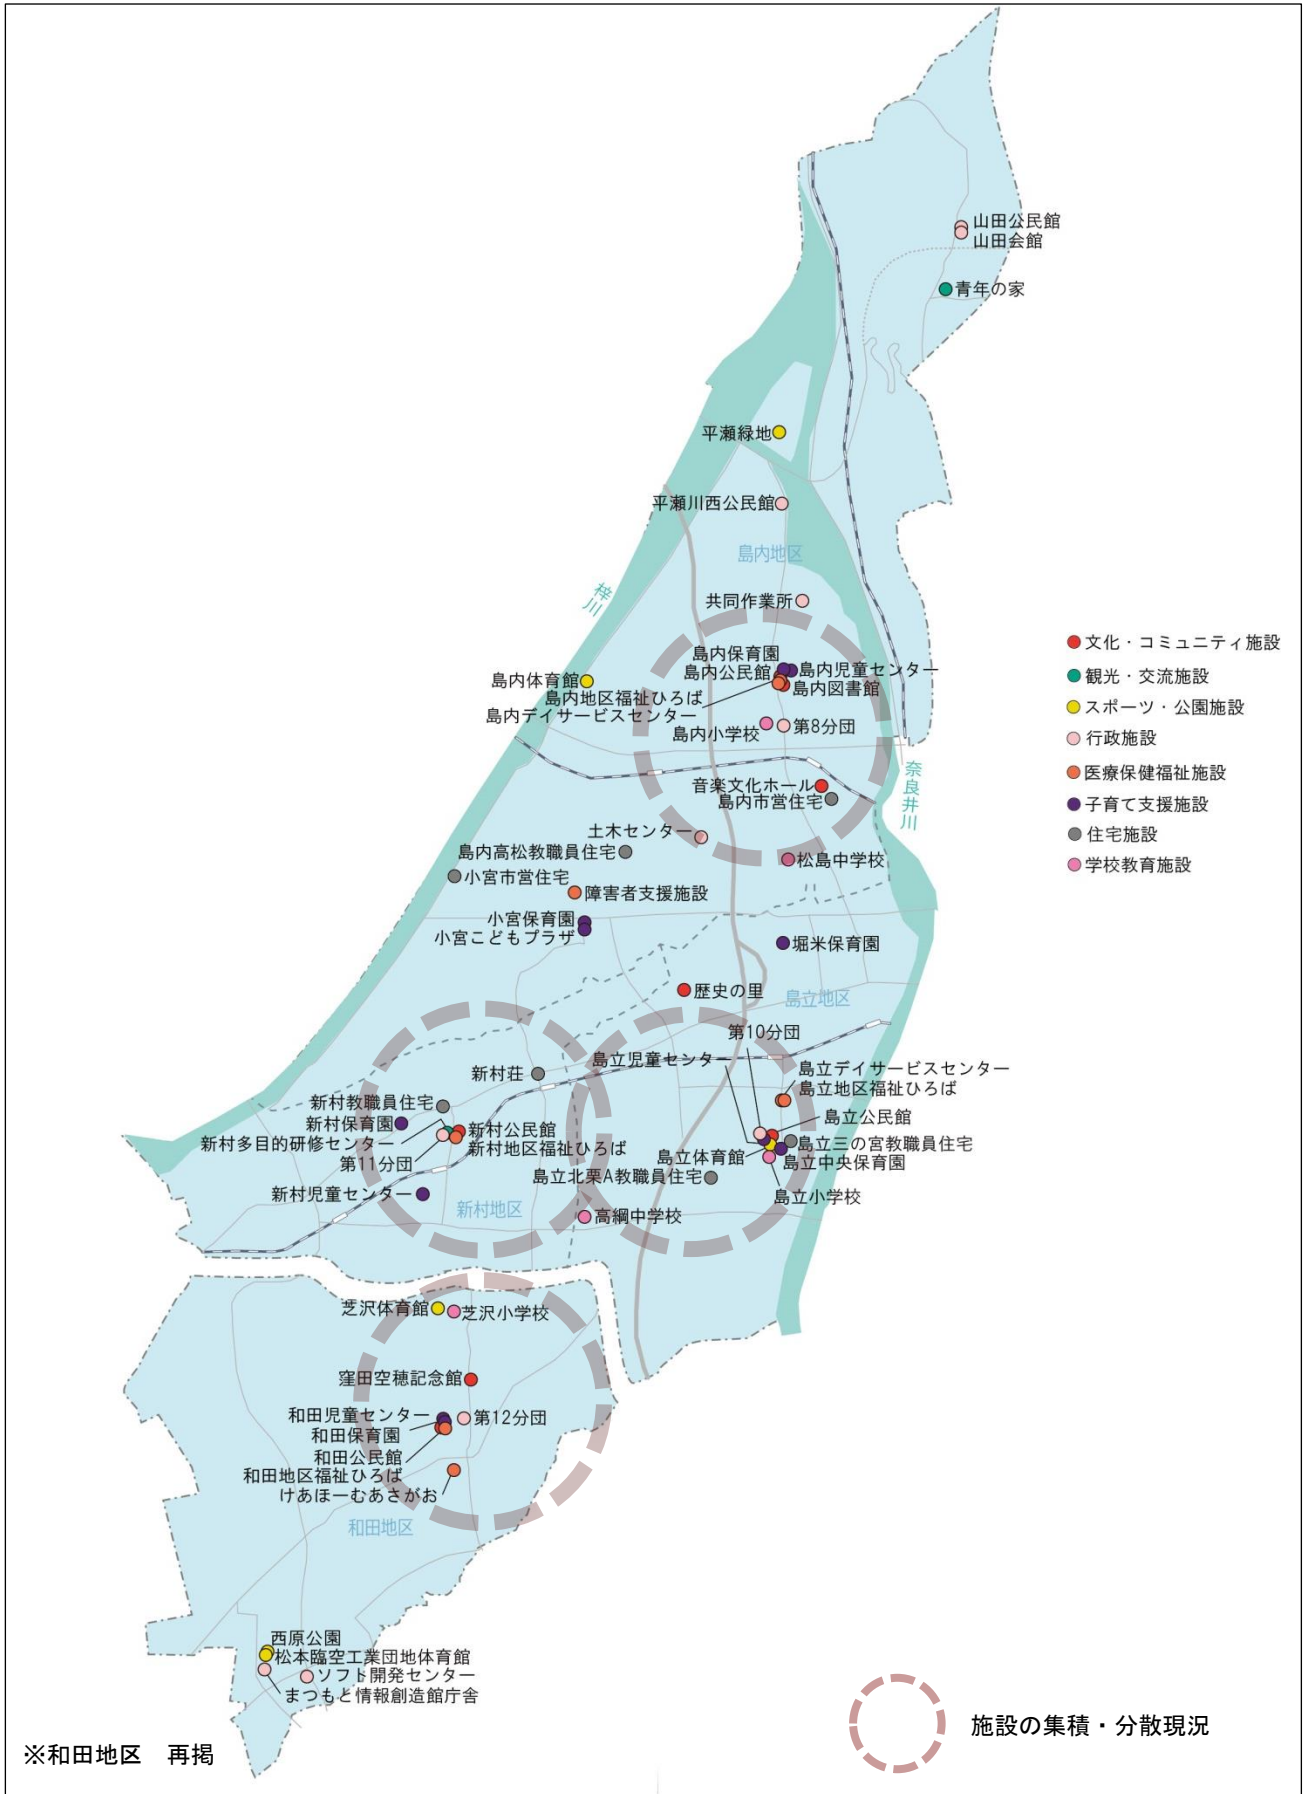 山田公民館
山田会館
青年の家
平瀬緑地
平瀬川西公民館
島内地区
梓川
共同作業所
島内保育園
島内児童センター
島内公民館
島内体育館
島内図書館
島内地区福祉ひろば
島内デイサービスセンター
島内小学校
第8分団
奈良井川
音楽文化ホール
島内市営住宅
土木センター
島内高松教職員住宅
松島中学校
小宮市営住宅
障害者支援施設
小宮保育園
小宮こどもプラザ
堀米保育園
歴史の里
島立地区
第10分団
島立児童センター
島立デイサービスセンター
島立地区福祉ひろば
新村荘
新村教職員住宅
新村保育園
島立公民館
新村公民館
新村多目的研修センター
新村地区福祉ひろば
島立三の宮教職員住宅
島立体育館
島立中央保育園
第11分団
島立北栗A教職員住宅
新村児童センター
島立小学校
新村地区
高綱中学校
芝沢体育館
芝沢小学校
窪田空穂記念館
和田児童センター
第12分団
和田保育園
和田公民館
和田地区福祉ひろば
けあほーむあさがお
和田地区
西原公園
松本臨空工業団地体育館
ソフト開発センター
まつもと情報創造館庁舎
文化・コミュニティ施設
観光・交流施設
スポーツ・公園施設
行政施設
医療保健福祉施設
子育て支援施設
住宅施設
学校教育施設
施設の集積・分散現況
※和田地区　再掲